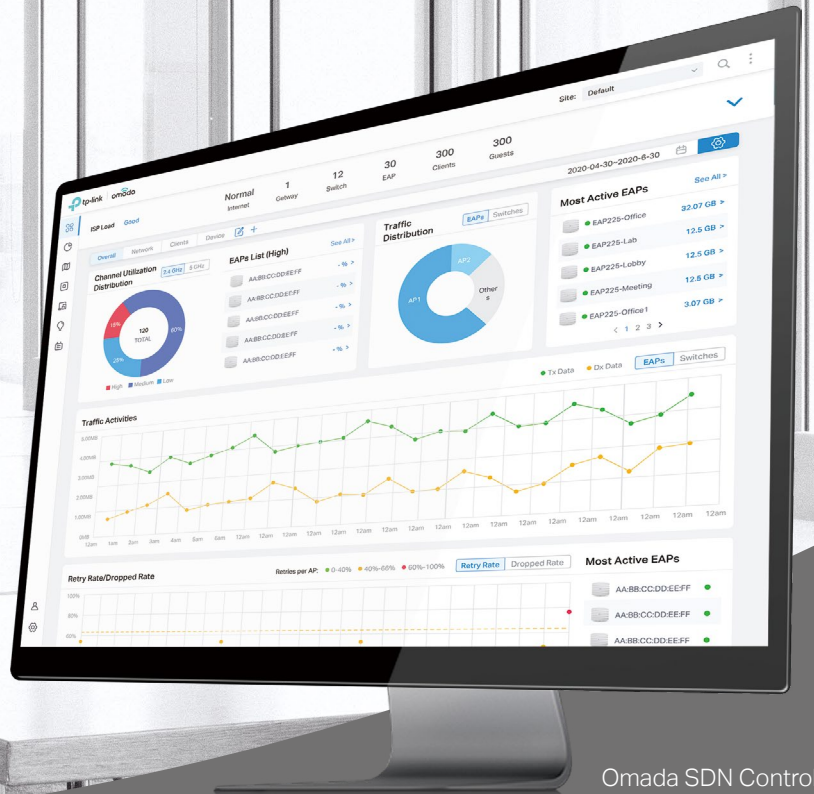 Site: Default
tp-link | omada
ISP Load Good
Normal
Internet
1
Getway
12
Switch
30
EAP
300
Clients
300
Guests
2020-04-30~2020-6-30
Overall Network Clients Device
Channel Utilization
Distribution
2.4 GHz 5 GHz
15%
60%
25%
120
TOTAL
High Medium Low
EAPs List (High)
See All >
AA:BB:CC:DD:EE:FF - % >
AA:BB:CC:DD:EE:FF - % >
AA:BB:CC:DD:EE:FF - % >
AA:BB:CC:DD:EE:FF - % >
AA:BB:CC:DD:EE:FF - % >
Traffic
Distribution
EAPs Switches
AP1
AP2
Other
s
Most Active EAPs
See All >
EAP225-Office 32.07 GB >
EAP225-Lab 12.5 GB >
EAP225-Lobby 12.5 GB >
EAP225-Meeting 12.5 GB >
EAP225-Office1 3.07 GB >
< 1 2 3 >
Traffic Activities
Tx Data Dx Data
EAPs Switches
5.00MB
4.00MB
3.00MB
2.00MB
1.00MB
0MB
12am 1am 2am 3am 4am 5am 6am 12am 12am 12am 12am 12am 12am 12am 12am 12am 12am 12am 12am 12am 12am 12am 12am
Retry Rate/Dropped Rate
Retries per AP: 0-40% 40%-60% 60%-100%
Retry Rate Dropped Rate
100%
80%
60%
Most Active EAPs
AA:BB:CC:DD:EE:FF
AA:BB:CC:DD:EE:FF
AA:BB:CC:DD:EE:FF
Omada SDN Contro